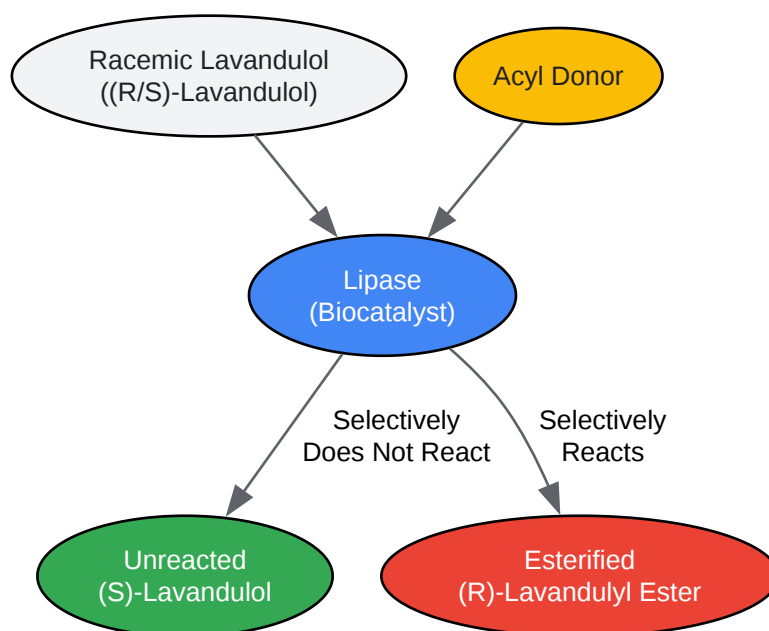 Racemic Lavandulol
((R/S)-Lavandulol)
Acyl Donor
Lipase
(Biocatalyst)
Selectively
Does Not React
Selectively
Reacts
Unreacted
(S)-Lavandulol
Esterified
(R)-Lavandulyl Ester